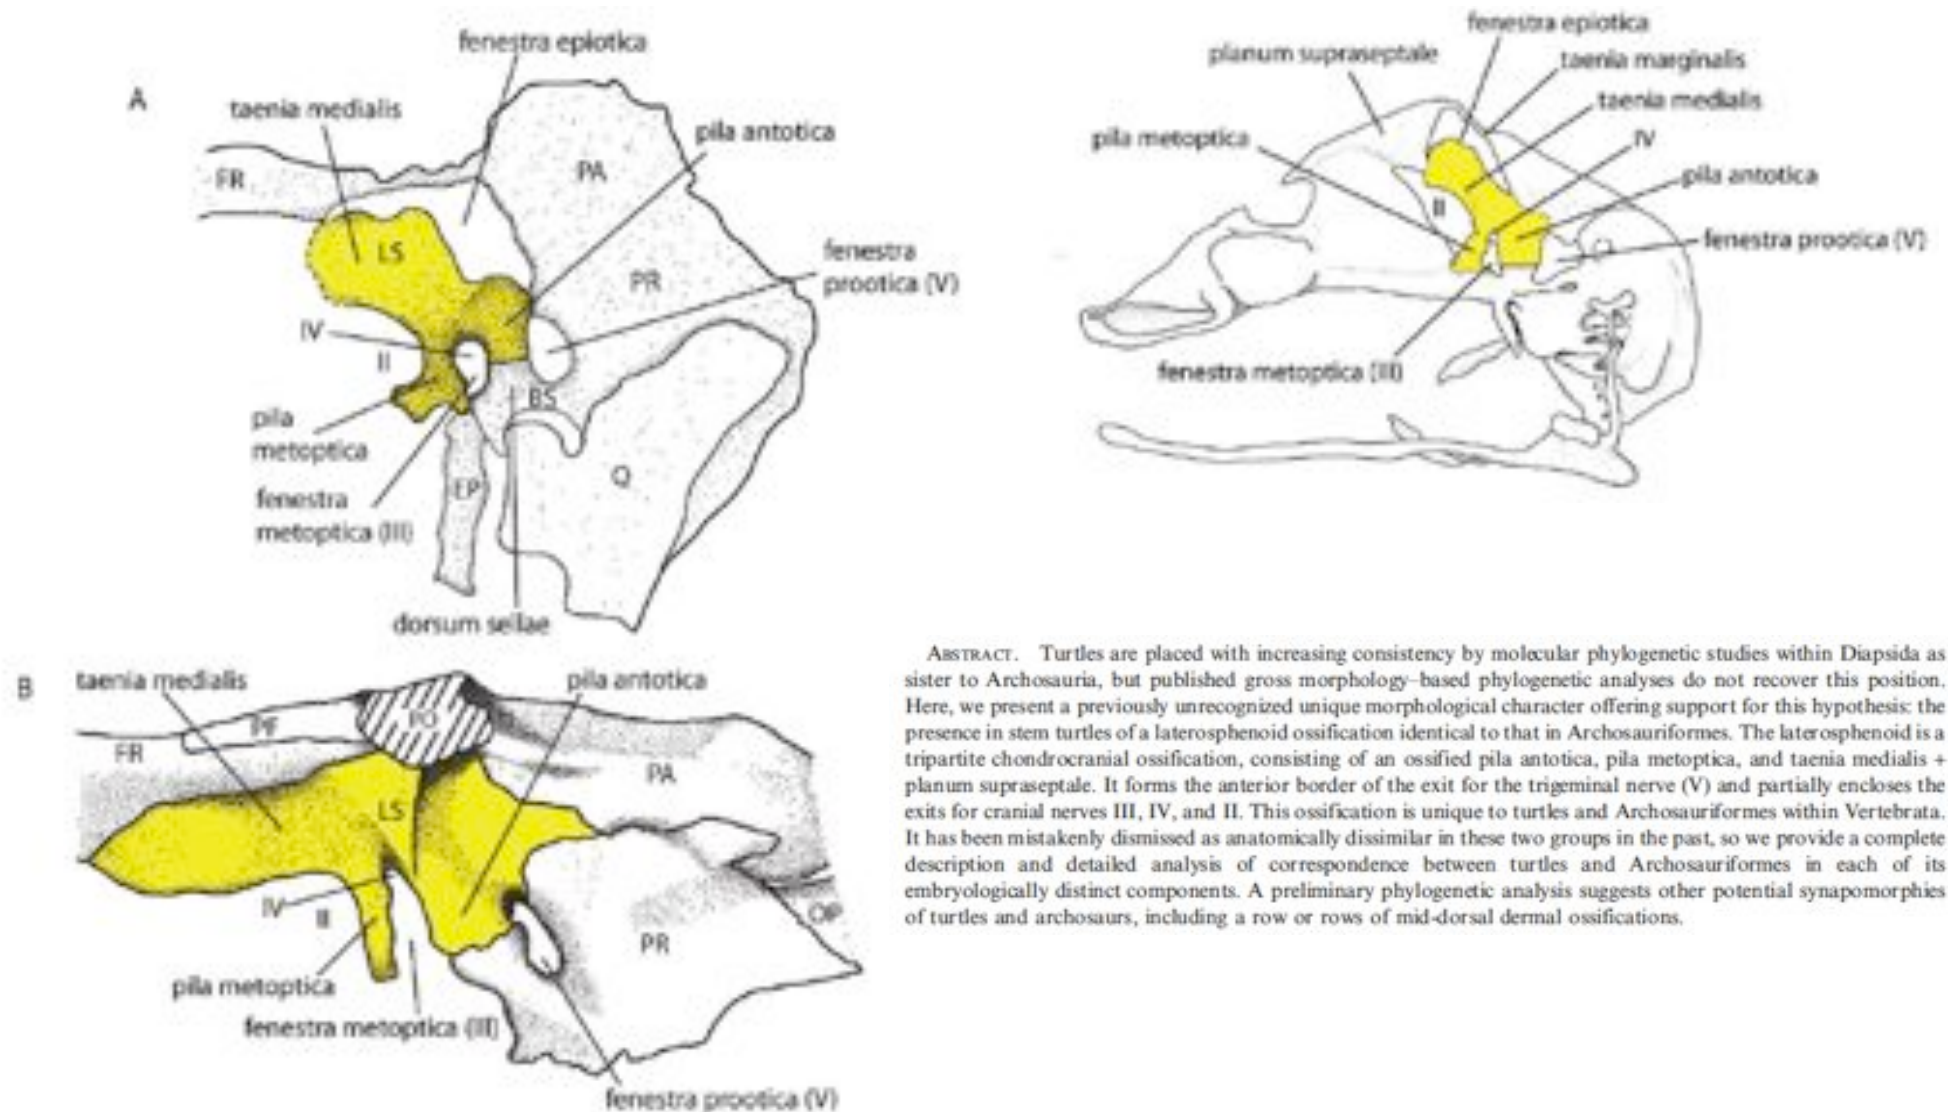 A
fenestra epiotica
taenia medialis
pila antotica
FR
PA
LS
PR
fenestra
prootica (V)
IV
II
BS
pila
metoptica
Q
EP
fenestra
metoptica (III)
dorsum sellae
fenestra epiotica
planum supraseptale
taenia marginalis
taenia medialis
pila metoptica
IV
pila antotica
II
fenestra prootica (V)
fenestra metoptica (III)
B
taenia medialis
pila antotica
PF
PO
FR
PA
LS
IV
II
OP
PR
pila metoptica
fenestra metoptica (III)
fenestra prootica (V)
ABSTRACT. Turtles are placed with increasing consistency by molecular phylogenetic studies within Diapsida as
sister to Archosauria, but published gross morphology–based phylogenetic analyses do not recover this position.
Here, we present a previously unrecognized unique morphological character offering support for this hypothesis: the
presence in stem turtles of a laterosphenoid ossification identical to that in Archosauriformes. The laterosphenoid is a
tripartite chondrocranial ossification, consisting of an ossified pila antotica, pila metoptica, and taenia medialis +
planum supraseptale. It forms the anterior border of the exit for the trigeminal nerve (V) and partially encloses the
exits for cranial nerves III, IV, and II. This ossification is unique to turtles and Archosauriformes within Vertebrata.
It has been mistakenly dismissed as anatomically dissimilar in these two groups in the past, so we provide a complete
description and detailed analysis of correspondence between turtles and Archosauriformes in each of its
embryologically distinct components. A preliminary phylogenetic analysis suggests other potential synapomorphies
of turtles and archosaurs, including a row or rows of mid-dorsal dermal ossifications.